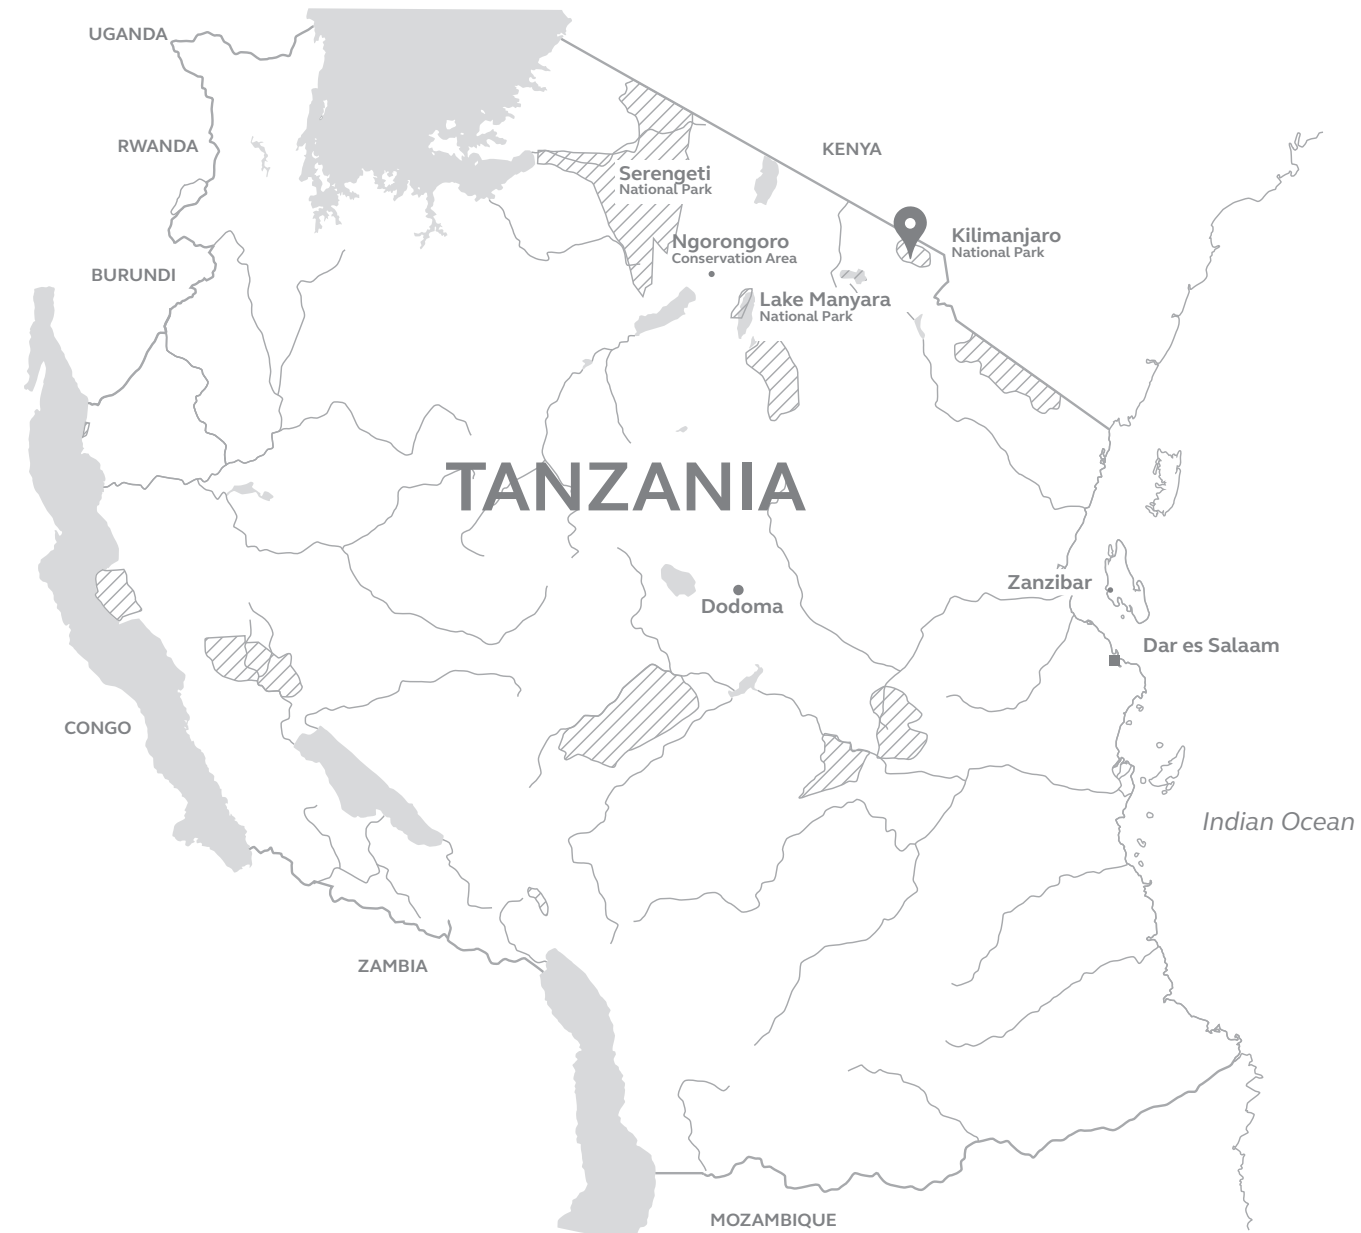 UGANDA
RWANDA
KENYA
Serengeti
National Park
Kilimanjaro
National Park
Ngorongoro
Conservation Area
BURUNDI
Lake Manyara
National Park
TANZANIA
Zanzibar
Dodoma
Dar es Salaam
CONGO
Indian Ocean
ZAMBIA
MOZAMBIQUE